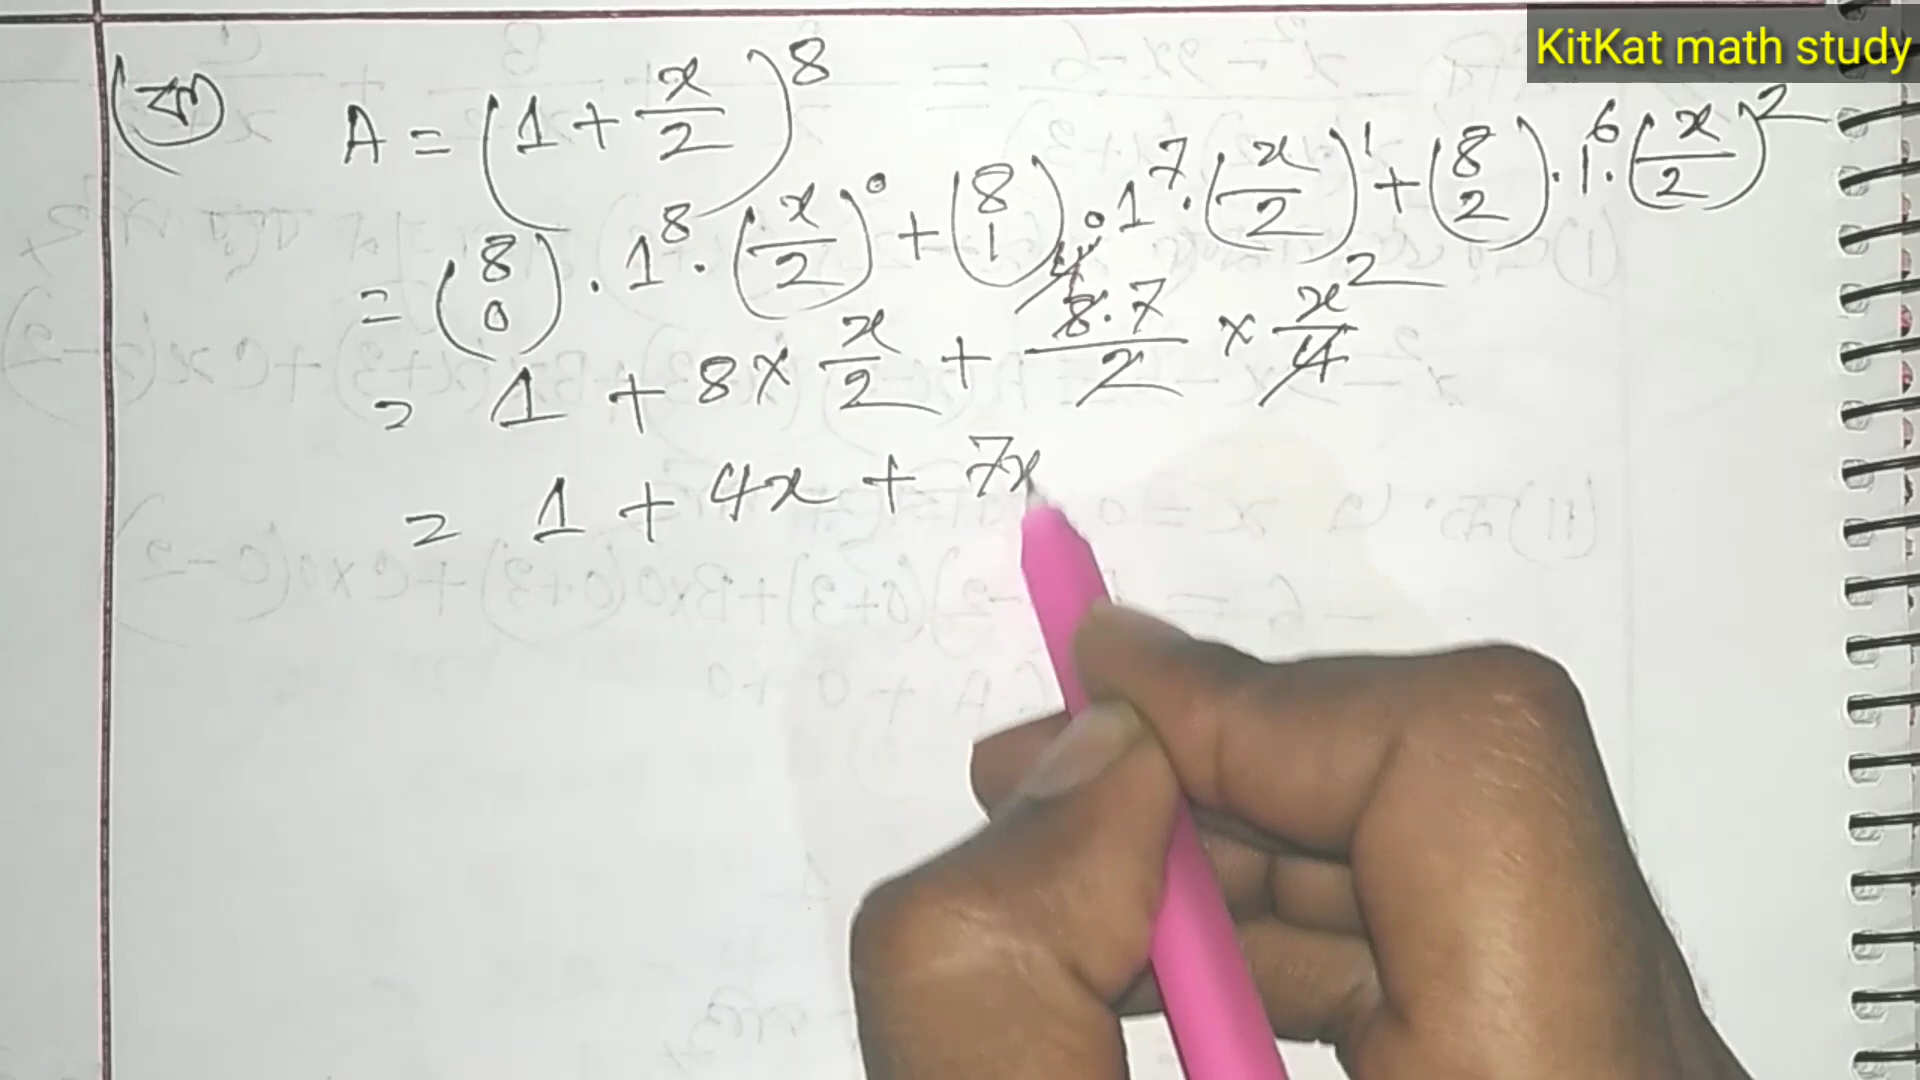 KitKat math study
(ক) A = (1 + x/2)^8
= (8 0) . 1^8 . (x/2)^0 + (8 1) . 1^7 . (x/2)^1 + (8 2) . 1^6 . (x/2)^2
= 1 + 8 × x/2 + 8.7/2 × x^2/4
= 1 + 4x + 7x